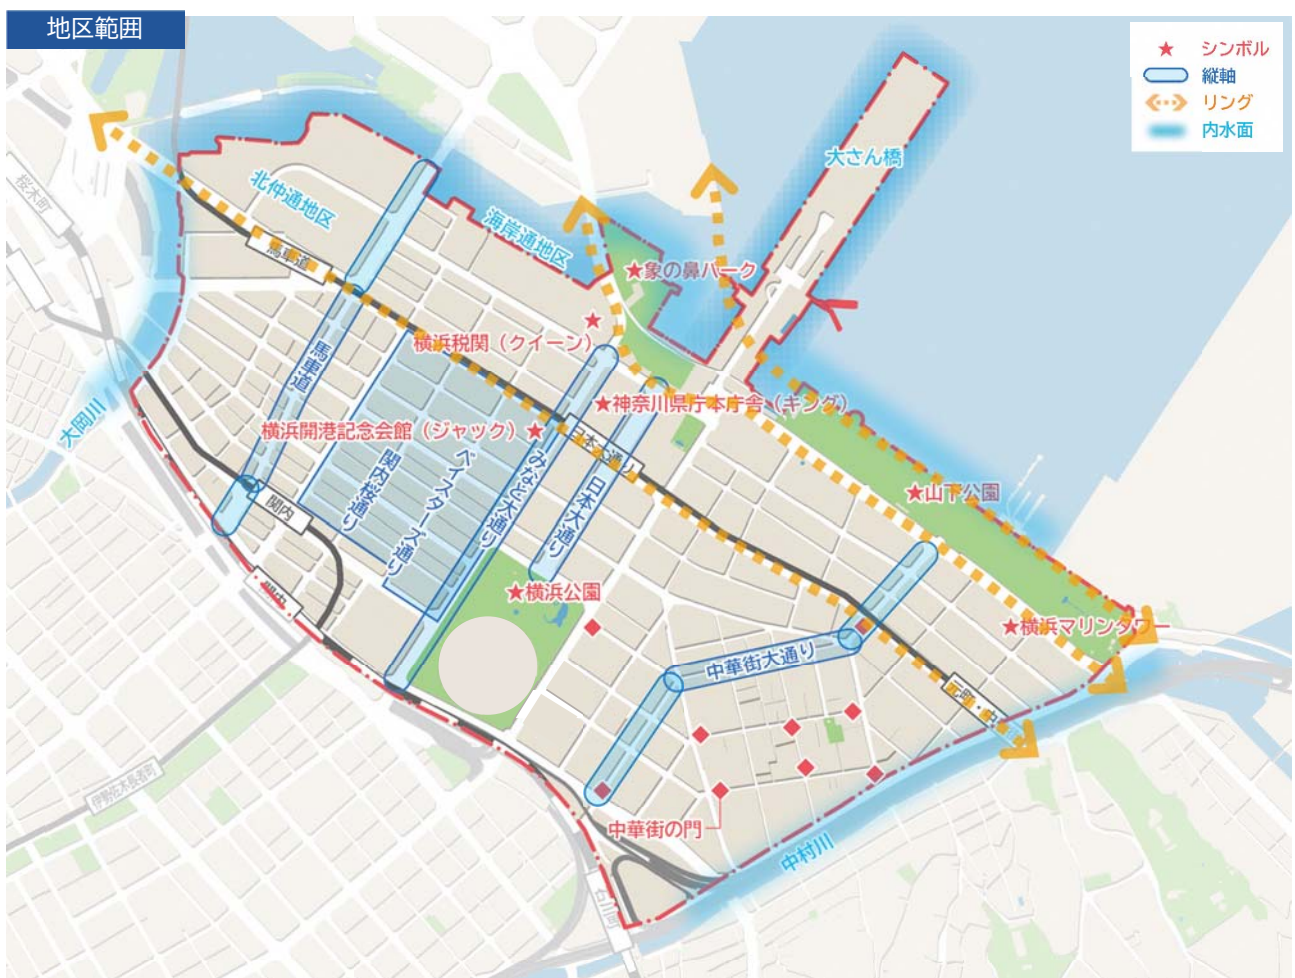 地区範囲
シンボル
縦軸
リング
内水面
大さん橋
桜木町
北仲通地区
海岸通地区
馬車道
象の鼻パーク
横浜税関（クイーン）
馬車道
神奈川県庁本庁舎（キング）
横浜開港記念会館（ジャック）
日本大通り
大岡川
みなと大通り
ベイスターズ通り
関内桜通り
日本大通り
山下公園
関内
関内
横浜公園
横浜マリンタワー
中華街大通り
元町・中
伊勢佐木長者町
中華街の門
中村川
石川町